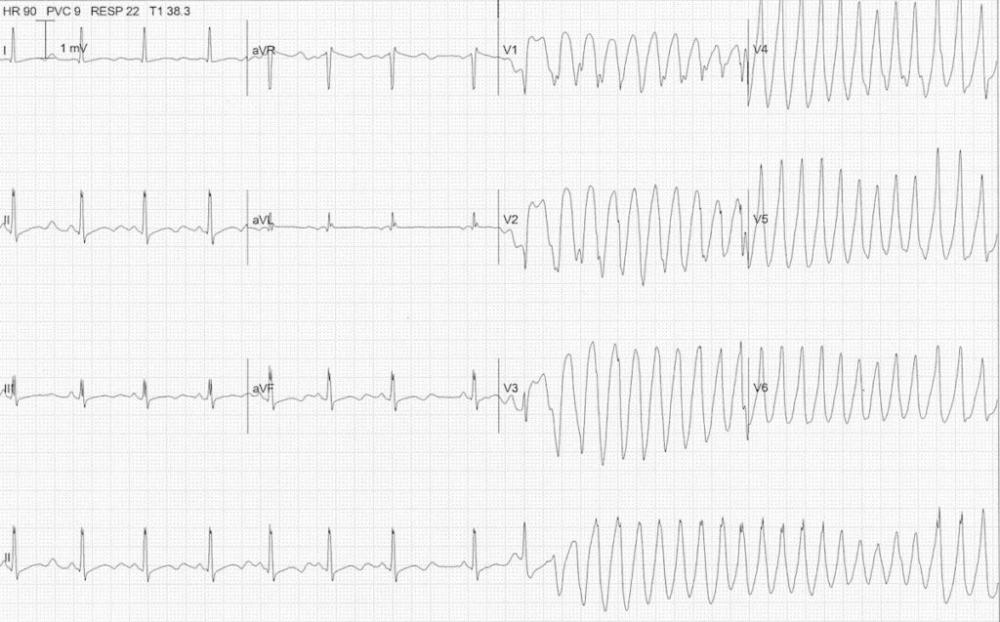 HR 90 PVC 9 RESP 22 T1 38.3
I 1 mV aVR V1 V4
II aVL V2 V5
III aVF V3 V6
II